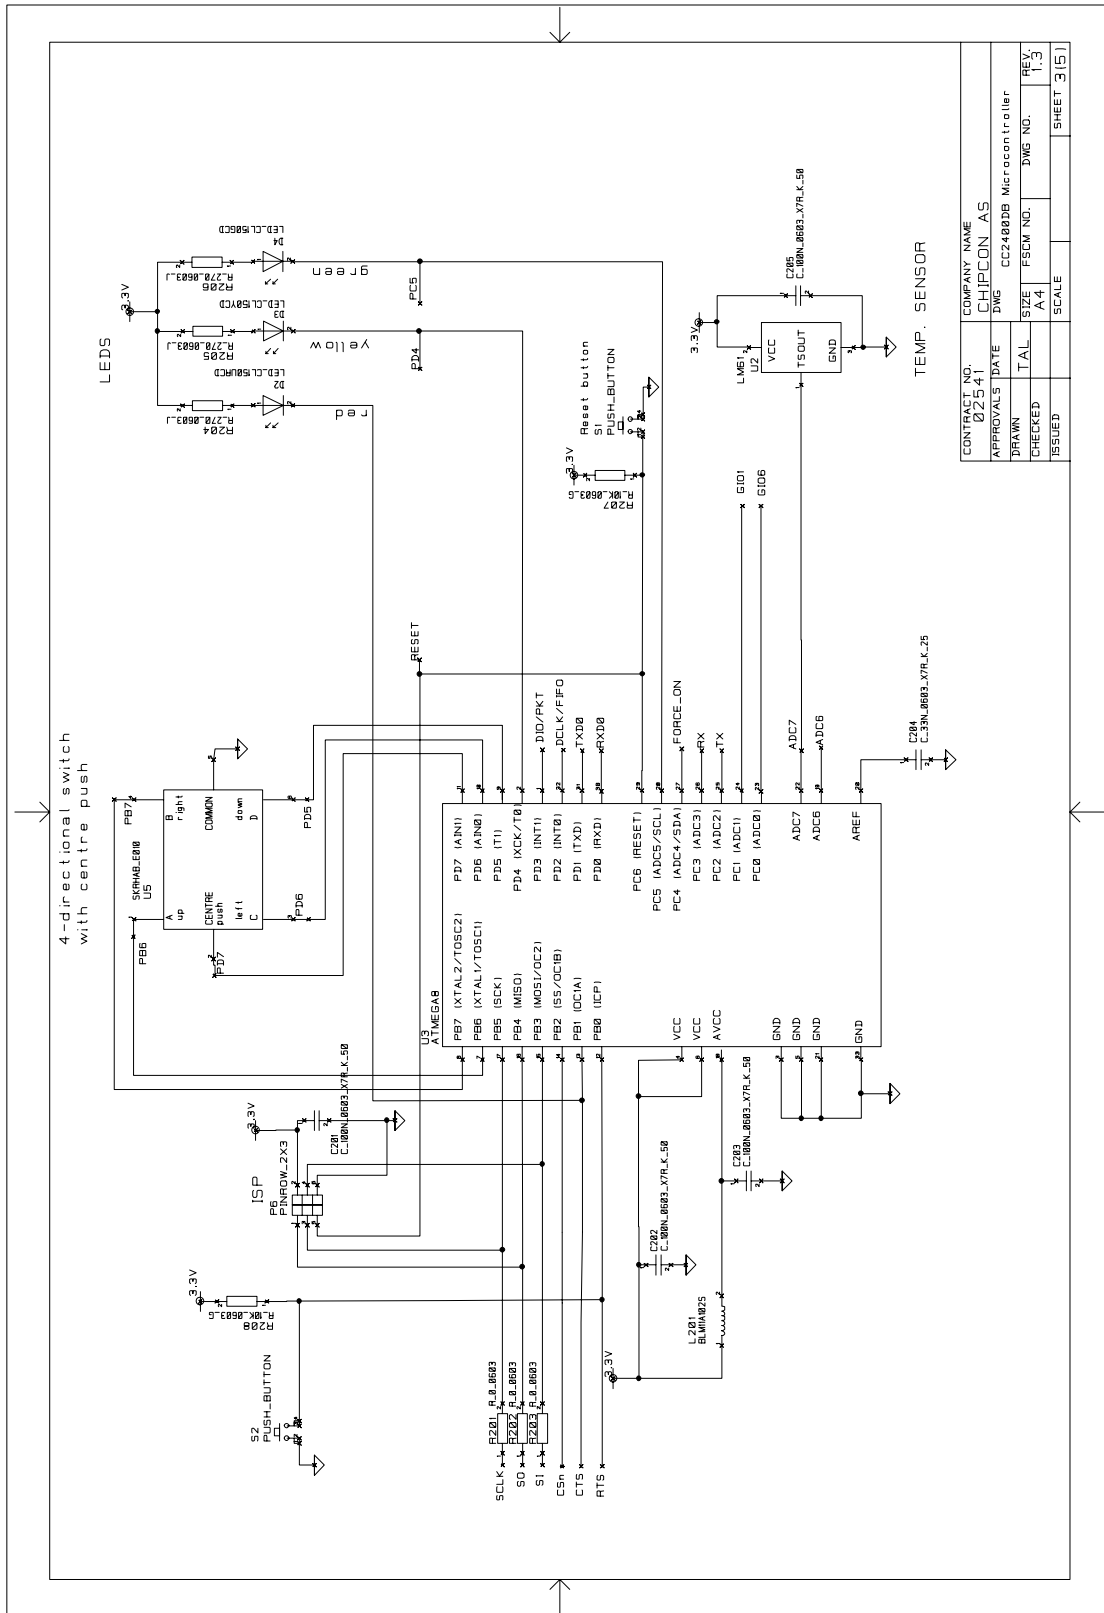 4-directional switch
with centre push
LEDS
3.3V
SKRHAB_E010
U5
A
up
B
right
CENTRE
push
COMMON
left
C
down
D
PB6
PB7
PD7
PD6
PD5
R204
R_270_0603_J
R205
R_270_0603_J
R206
R_270_0603_J
D2
LED_CL150URCD
D3
LED_CL150YCD
D4
LED_CL150GCD
red
yellow
green
PD4
PC5
S2
PUSH_BUTTON
3.3V
R208
R_10K_0603_G
ISP
P6
PINROW_2X3
3.3V
C201
C_100N_0603_X7R_K_50
RESET
Reset button
S1
PUSH_BUTTON
3.3V
R207
R_10K_0603_G
SCLK
SO
SI
CSn
CTS
RTS
R201
R_0_0603
R202
R_0_0603
R203
R_0_0603
U3
ATMEGA8
PB7 (XTAL2/TOSC2)
PB6 (XTAL1/TOSC1)
PB5 (SCK)
PB4 (MISO)
PB3 (MOSI/OC2)
PB2 (SS/OC1B)
PB1 (OC1A)
PB0 (ICP)
VCC
VCC
AVCC
GND
GND
GND
GND
PD7 (AIN1)
PD6 (AIN0)
PD5 (T1)
PD4 (XCK/T0)
PD3 (INT1)
PD2 (INT0)
PD1 (TXD)
PD0 (RXD)
PC6 (RESET)
PC5 (ADC5/SCL)
PC4 (ADC4/SDA)
PC3 (ADC3)
PC2 (ADC2)
PC1 (ADC1)
PC0 (ADC0)
ADC7
ADC6
AREF
DIO/PKT
DCLK/FIFO
TXD0
RXD0
FORCE_ON
RX
TX
GIO1
GIO6
ADC7
ADC6
3.3V
C202
C_100N_0603_X7R_K_50
L201
BLM11A102S
C203
C_100N_0603_X7R_K_50
C204
C_33N_0603_X7R_K_25
3.3V
LM61
U2
VCC
TSOUT
GND
C205
C_100N_0603_X7R_K_50
TEMP. SENSOR
CONTRACT NO.
02541
COMPANY NAME
CHIPCON AS
APPROVALS
DATE
DWG
CC2400DB Microcontroller
DRAWN
TAL
CHECKED
SIZE
A4
FSCM NO.
DWG NO.
REV.
1.3
ISSUED
SCALE
SHEET 3(5)